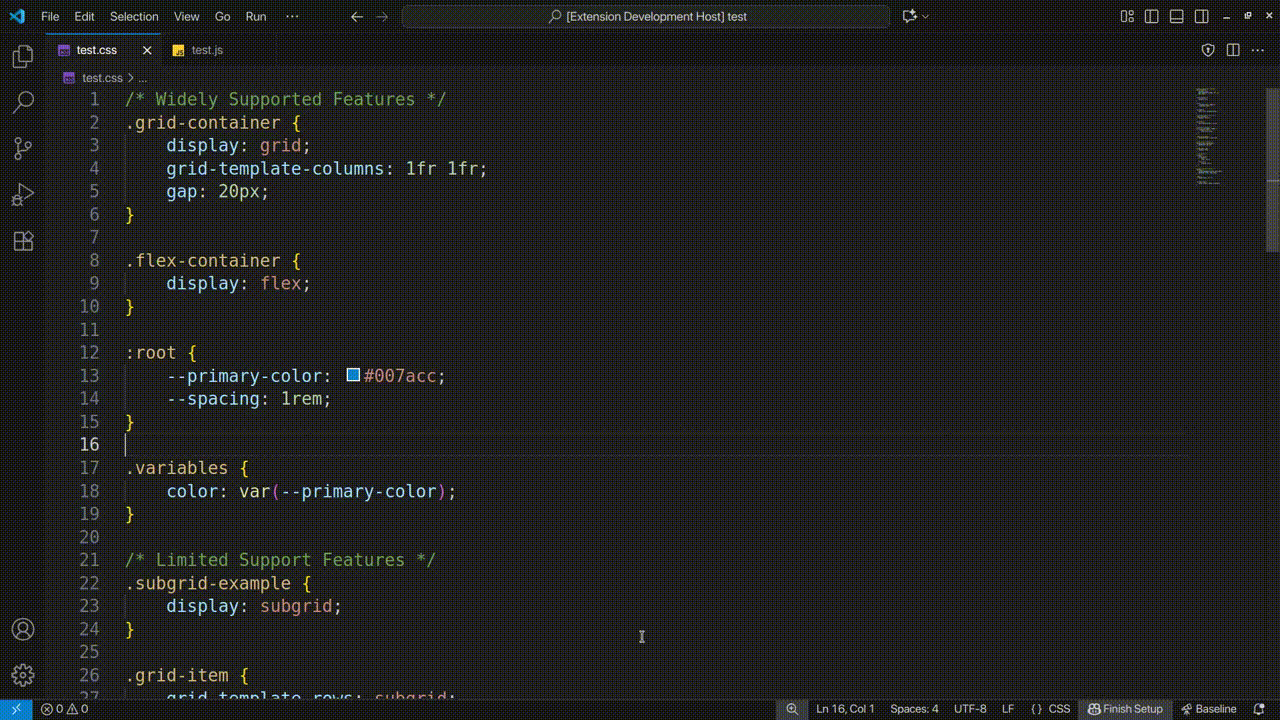 File Edit Selection View Go Run ··· [Extension Development Host] test
test.css test.js
test.css > ...
1 /* Widely Supported Features */
2 .grid-container {
3 display: grid;
4 grid-template-columns: 1fr 1fr;
5 gap: 20px;
6 }
7
8 .flex-container {
9 display: flex;
10 }
11
12 :root {
13 --primary-color: #007acc;
14 --spacing: 1rem;
15 }
16
17 .variables {
18 color: var(--primary-color);
19 }
20
21 /* Limited Support Features */
22 .subgrid-example {
23 display: subgrid;
24 }
25
26 .grid-item {
27 grid-template-rows: subgrid;
0 0 Ln 16, Col 1 Spaces: 4 UTF-8 LF { } CSS Finish Setup Baseline